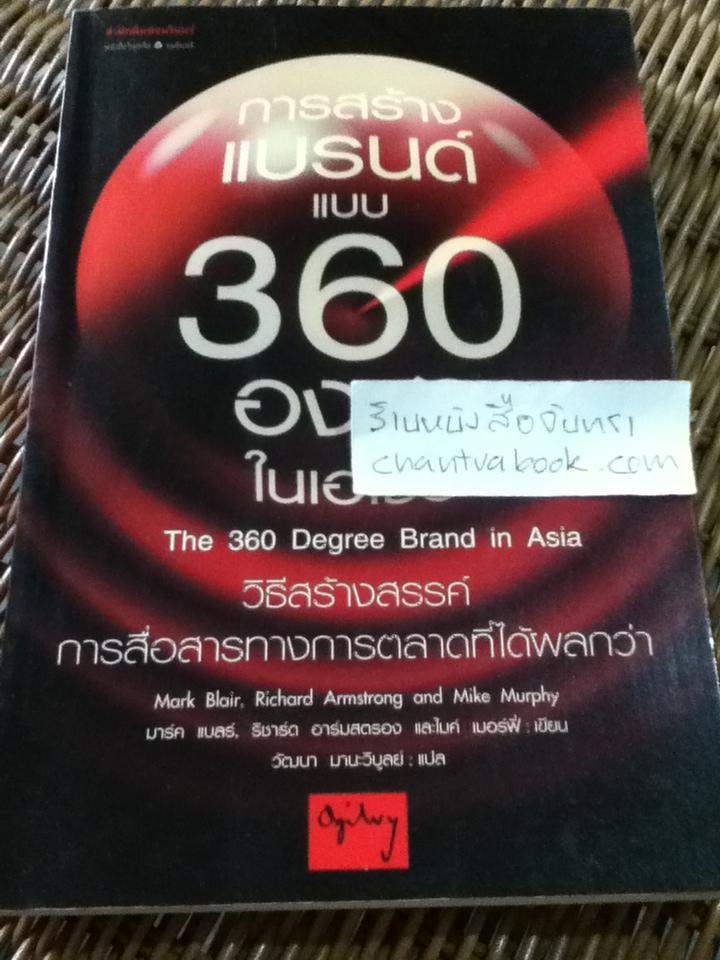 การสร้าง
แบรนด์
แบบ
360
ในเอเชีย
ร้านหนังสือจันทรา
chantrabook.com
The 360 Degree Brand in Asia
วิธีสร้างสรรค์
การสื่อสารทางการตลาดที่ได้ผลกว่า
Mark Blair, Richard Armstrong and Mike Murphy
มาร์ค แบลร์, ริชาร์ด อาร์มสตรอง และไมค์ เมอร์ฟี่ : เขียน
วัฒนา มานะวิบูลย์ : แปล
Ogilvy